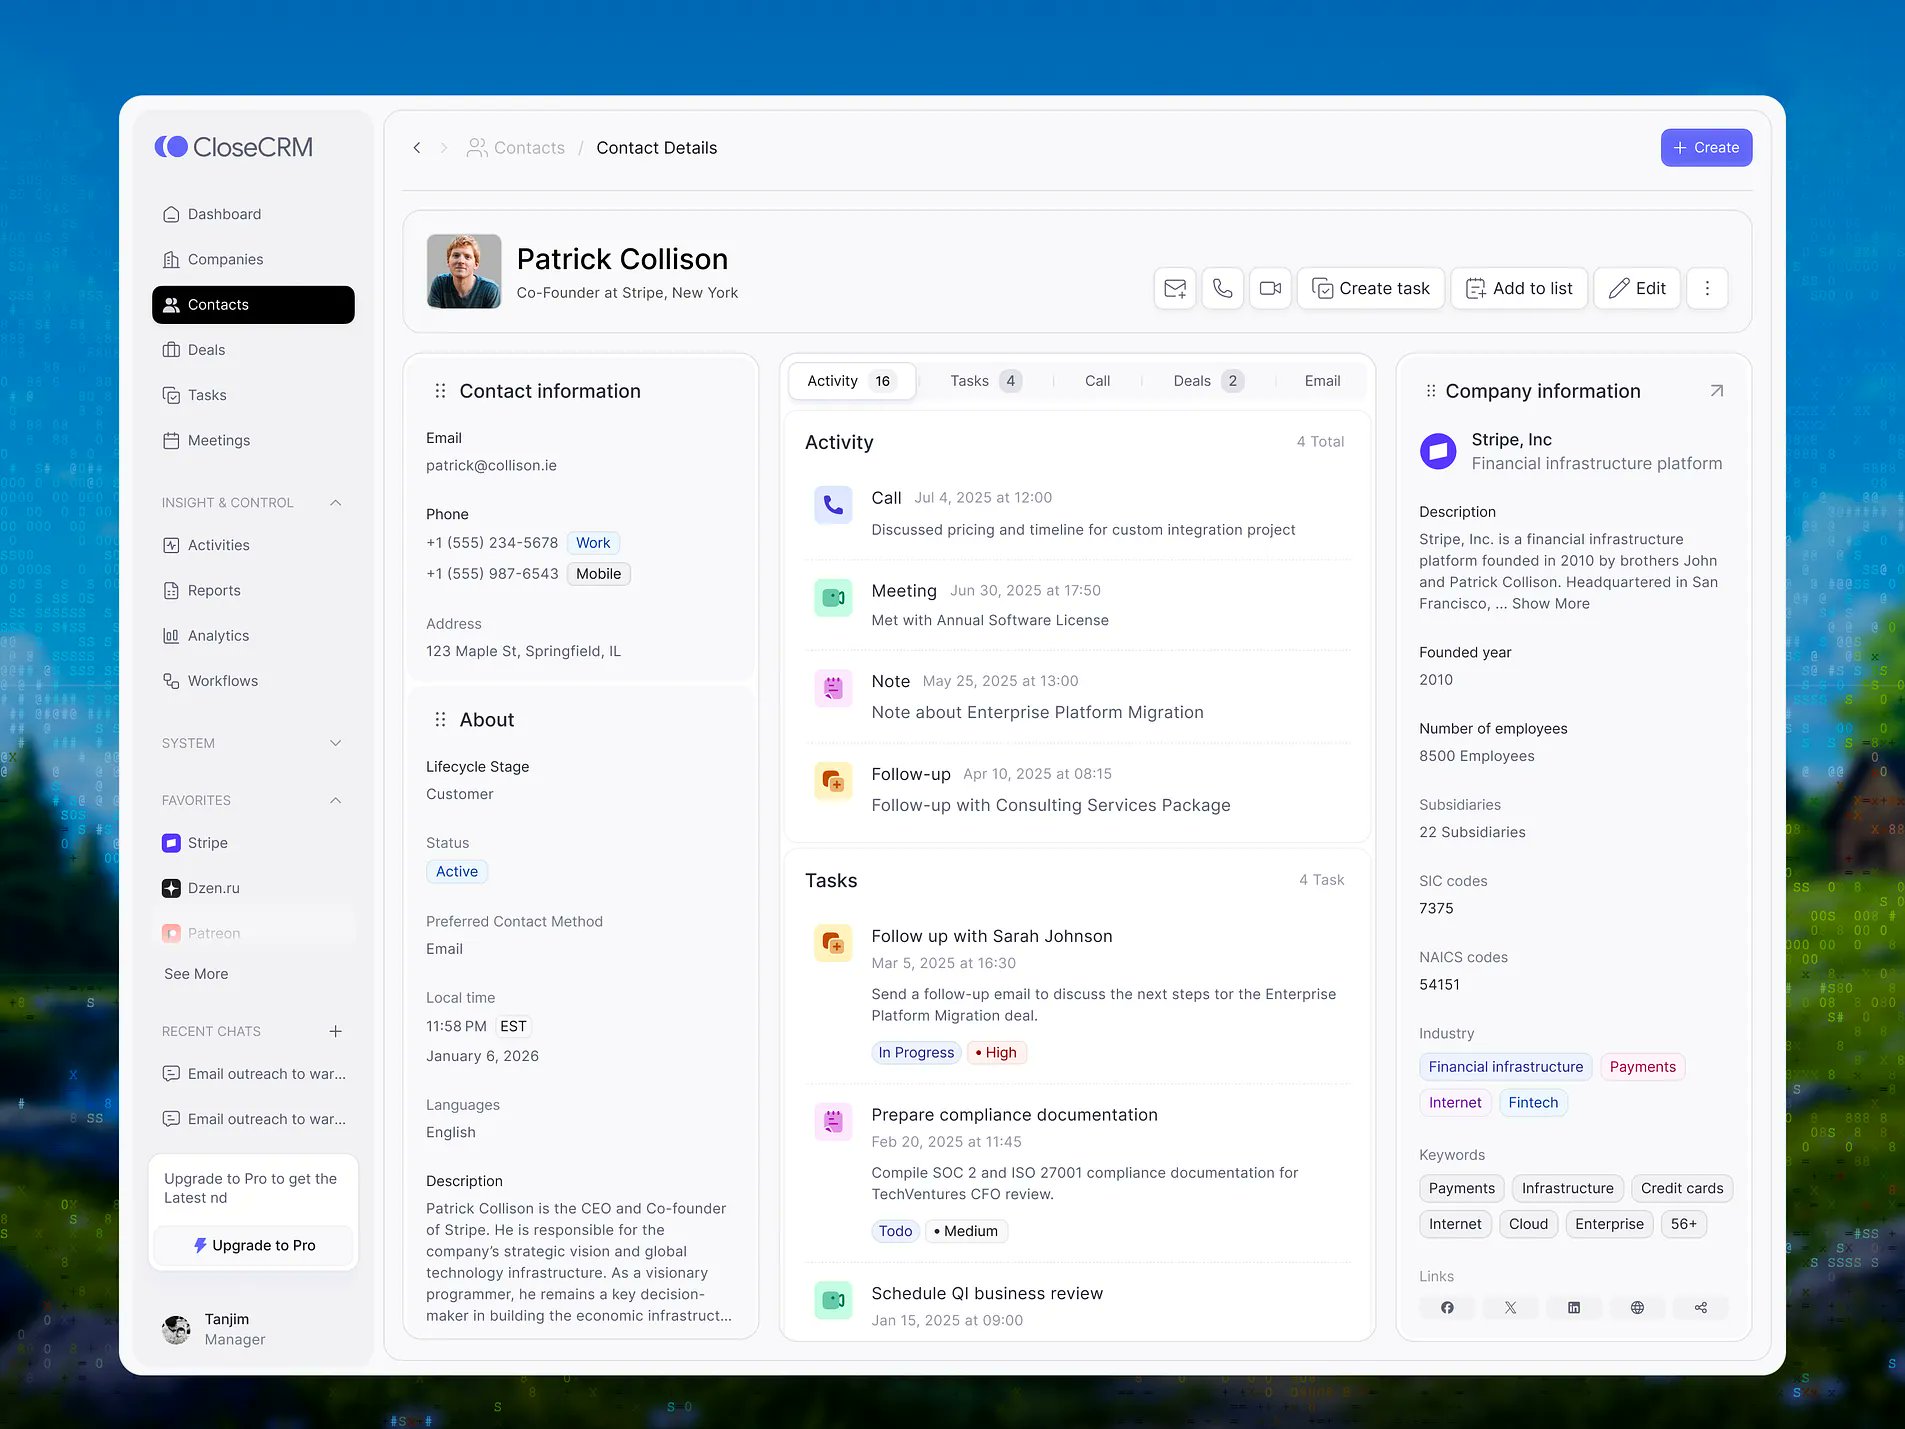 CloseCRM
Dashboard
Companies
Contacts
Deals
Tasks
Meetings
INSIGHT & CONTROL
Activities
Reports
Analytics
Workflows
SYSTEM
FAVORITES
Stripe
Dzen.ru
Patreon
See More
RECENT CHATS
Email outreach to war...
Email outreach to war...
Upgrade to Pro to get the
Latest nd
Upgrade to Pro
Tanjim
Manager
Contacts / Contact Details
+ Create
Patrick Collison
Co-Founder at Stripe, New York
Create task
Add to list
Edit
Contact information
Email
patrick@collison.ie
Phone
+1 (555) 234-5678 Work
+1 (555) 987-6543 Mobile
Address
123 Maple St, Springfield, IL
About
Lifecycle Stage
Customer
Status
Active
Preferred Contact Method
Email
Local time
11:58 PM EST
January 6, 2026
Languages
English
Description
Patrick Collison is the CEO and Co-founder
of Stripe. He is responsible for the
company’s strategic vision and global
technology infrastructure. As a visionary
programmer, he remains a key decision-
maker in building the economic infrastruct...
Activity 16 Tasks 4 Call Deals 2 Email
Activity 4 Total
Call Jul 4, 2025 at 12:00
Discussed pricing and timeline for custom integration project
Meeting Jun 30, 2025 at 17:50
Met with Annual Software License
Note May 25, 2025 at 13:00
Note about Enterprise Platform Migration
Follow-up Apr 10, 2025 at 08:15
Follow-up with Consulting Services Package
Tasks 4 Task
Follow up with Sarah Johnson
Mar 5, 2025 at 16:30
Send a follow-up email to discuss the next steps tor the Enterprise
Platform Migration deal.
In Progress • High
Prepare compliance documentation
Feb 20, 2025 at 11:45
Compile SOC 2 and ISO 27001 compliance documentation for
TechVentures CFO review.
Todo • Medium
Schedule QI business review
Jan 15, 2025 at 09:00
Company information
Stripe, Inc
Financial infrastructure platform
Description
Stripe, Inc. is a financial infrastructure
platform founded in 2010 by brothers John
and Patrick Collison. Headquartered in San
Francisco, ... Show More
Founded year
2010
Number of employees
8500 Employees
Subsidiaries
22 Subsidiaries
SIC codes
7375
NAICS codes
54151
Industry
Financial infrastructure Payments
Internet Fintech
Keywords
Payments Infrastructure Credit cards
Internet Cloud Enterprise 56+
Links